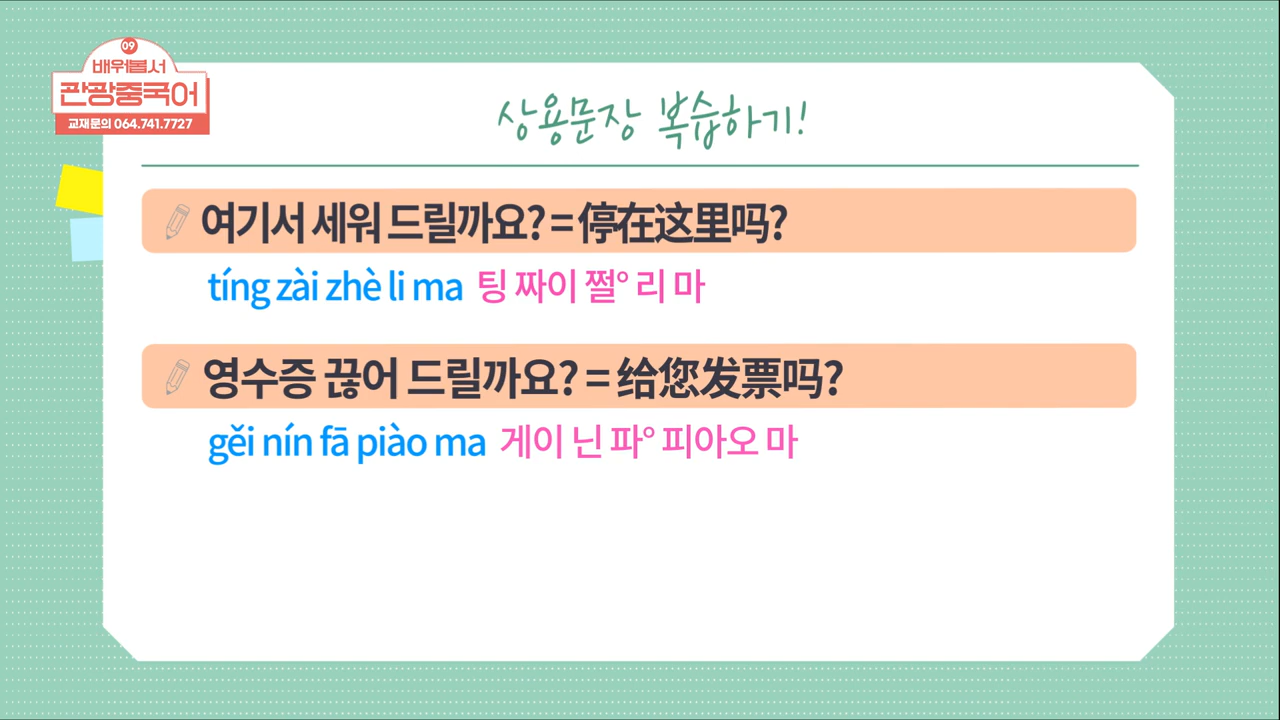 09
배워봅서
관광중국어
교재문의 064.741.7727
상용문장 복습하기!
여기서 세워 드릴까요? = 停在这里吗?
tíng zài zhè li ma 팅 짜이 쩔° 리 마
영수증 끊어 드릴까요? = 给您发票吗?
gěi nín fā piào ma 게이 닌 파° 피아오 마